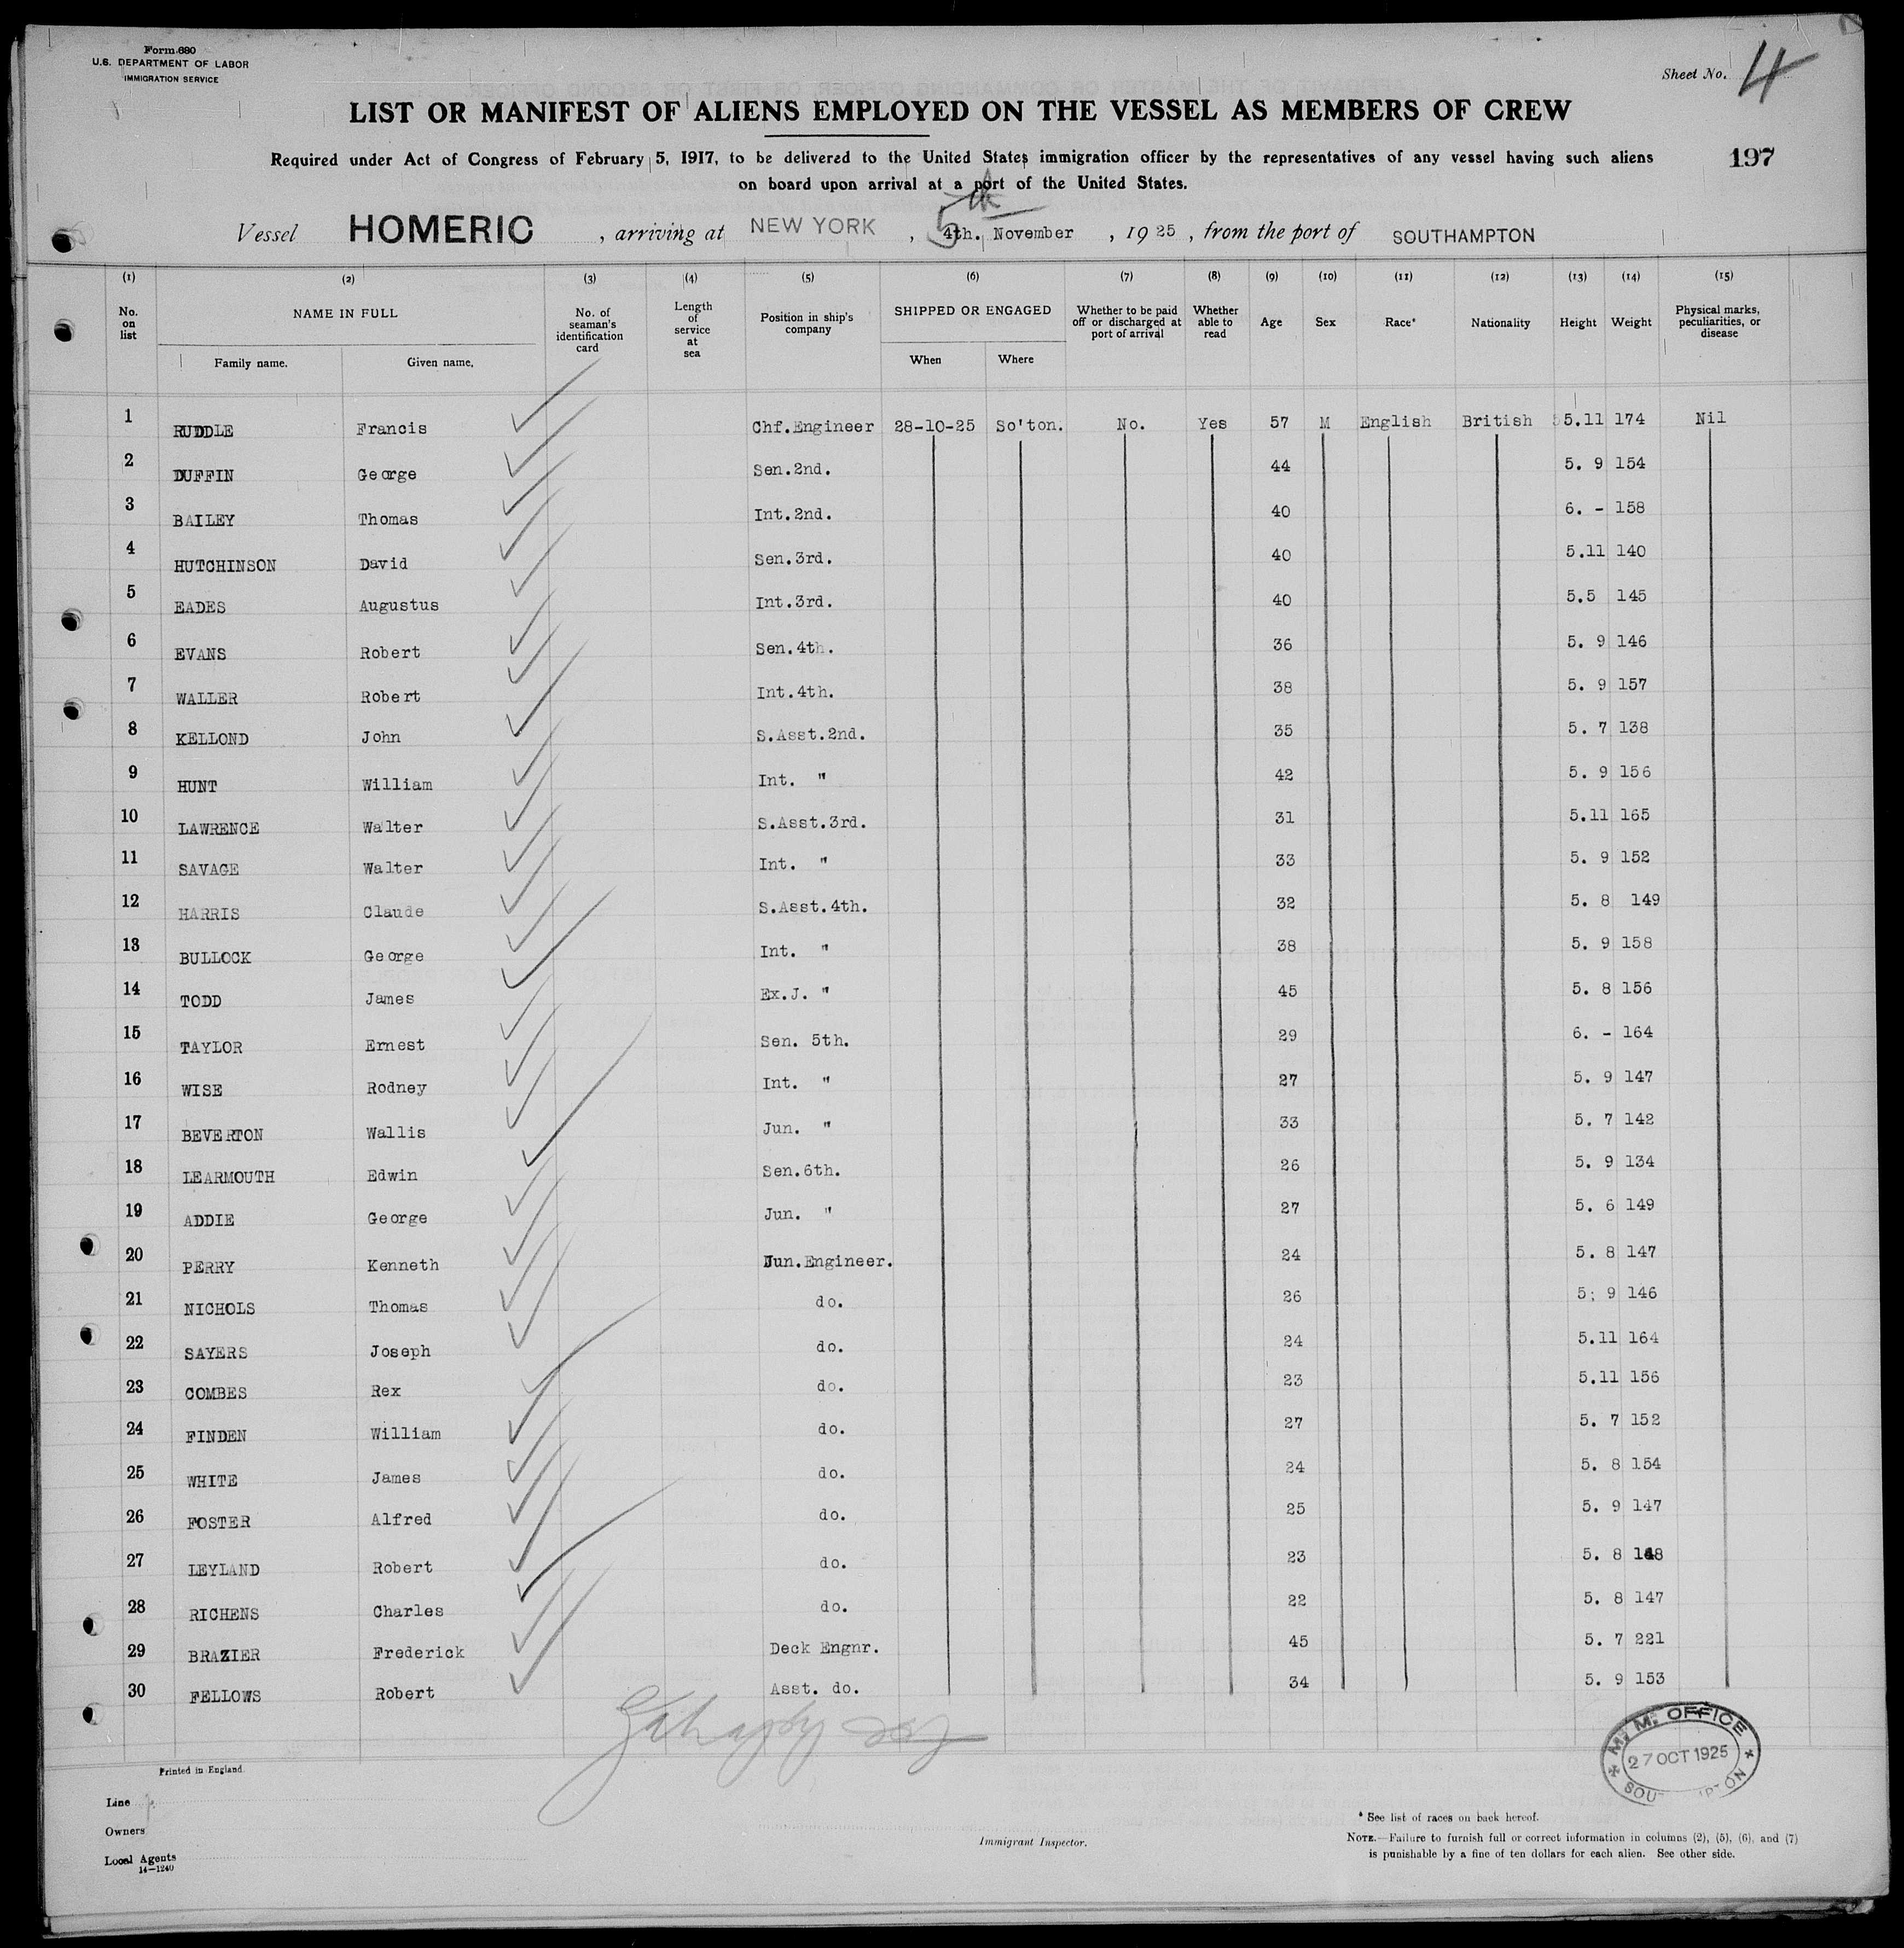 Form 680
U.S. DEPARTMENT OF LABOR
IMMIGRATION SERVICE
Sheet No. 4
LIST OR MANIFEST OF ALIENS EMPLOYED ON THE VESSEL AS MEMBERS OF CREW
Required under Act of Congress of February 5, 1917, to be delivered to the United States immigration officer by the representatives of any vessel having such aliens
197
on board upon arrival at a port of the United States.
5th
Vessel HOMERIC , arriving at NEW YORK , 4th. November , 1925 , from the port of SOUTHAMPTON
(1) (2) (3) (4) (5) (6) (7) (8) (9) (10) (11) (12) (13) (14) (15)
No. on list NAME IN FULL Family name. Given name. No. of seaman's identification card Length of service at sea Position in ship's company SHIPPED OR ENGAGED When Where Whether to be paid off or discharged at port of arrival Whether able to read Age Sex Race* Nationality Height Weight Physical marks, peculiarities, or disease
1 RUDDLE Francis Chf.Engineer 28-10-25 So'ton. No. Yes 57 M English British 5.11 174 Nil
2 DUFFIN George Sen.2nd. 44 5. 9 154
3 BAILEY Thomas Int.2nd. 40 6. - 158
4 HUTCHINSON David Sen.3rd. 40 5.11 140
5 EADES Augustus Int.3rd. 40 5.5 145
6 EVANS Robert Sen.4th. 36 5. 9 146
7 WALLER Robert Int.4th. 38 5. 9 157
8 KELLOND John S.Asst.2nd. 35 5. 7 138
9 HUNT William Int. " 42 5. 9 156
10 LAWRENCE Walter S.Asst.3rd. 31 5.11 165
11 SAVAGE Walter Int. " 33 5. 9 152
12 HARRIS Claude S.Asst.4th. 32 5. 8 149
13 BULLOCK George Int. " 38 5. 9 158
14 TODD James Ex.J. " 45 5. 8 156
15 TAYLOR Ernest Sen. 5th. 29 6. - 164
16 WISE Rodney Int. " 27 5. 9 147
17 BEVERTON Wallis Jun. " 33 5. 7 142
18 LEARMOUTH Edwin Sen.6th. 26 5. 9 134
19 ADDIE George Jun. " 27 5. 6 149
20 PERRY Kenneth Jun.Engineer. 24 5. 8 147
21 NICHOLS Thomas do. 26 5; 9 146
22 SAYERS Joseph do. 24 5.11 164
23 COMBES Rex do. 23 5.11 156
24 FINDEN William do. 27 5. 7 152
25 WHITE James do. 24 5. 8 154
26 FOSTER Alfred do. 25 5. 9 147
27 LEYLAND Robert do. 23 5. 8
28 RICHENS Charles do. 22 5. 8 147
29 BRAZIER Frederick Deck Engnr. 45 5. 7 221
30 FELLOWS Robert Asst. do. 34 5. 9 153
M. M. OFFICE
27 OCT 1925
Printed in England
Line
Owners
Local Agents
14-1240
Immigrant Inspector.
* See list of races on back hereof.
NOTE.—Failure to furnish full or correct information in columns (2), (5), (6), and (7)
is punishable by a fine of ten dollars for each alien. See other side.